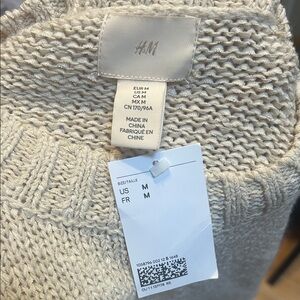 H&M
EUR M
US M
CA M
MX M
CN 170/96A
MADE IN
CHINA
FABRIQUÉ EN
CHINE
SIZE/TAILLE
US M
FR M